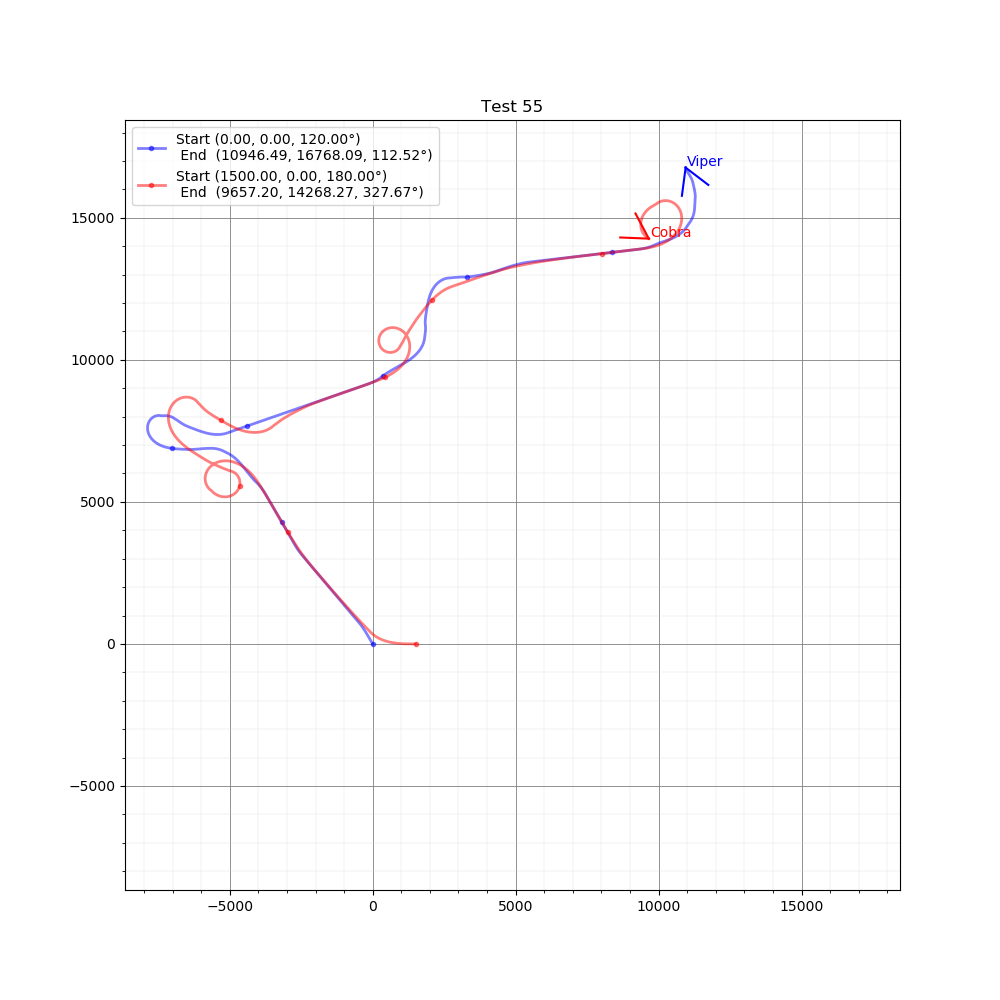 Test 55
Start (0.00, 0.00, 120.00°)
End (10946.49, 16768.09, 112.52°)
Start (1500.00, 0.00, 180.00°)
End (9657.20, 14268.27, 327.67°)
Viper
Cobra
15000
10000
5000
0
−5000
−5000
0
5000
10000
15000